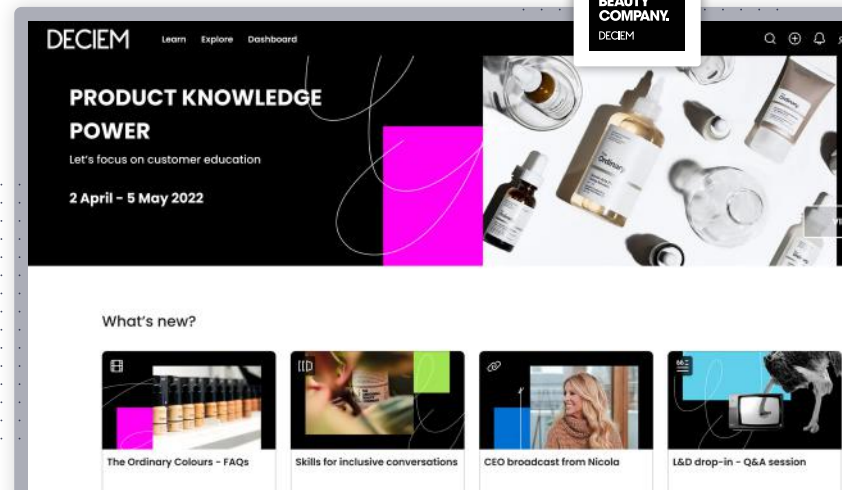 BEAUTY
COMPANY.
DECIEM
DECIEM
Learn Explore Dashboard
PRODUCT KNOWLEDGE
POWER
Let's focus on customer education
2 April - 5 May 2022
Ordinary.
What's new?
The Ordinary Colours - FAQs
Skills for inclusive conversations
CEO broadcast from Nicola
L&D drop-in - Q&A session